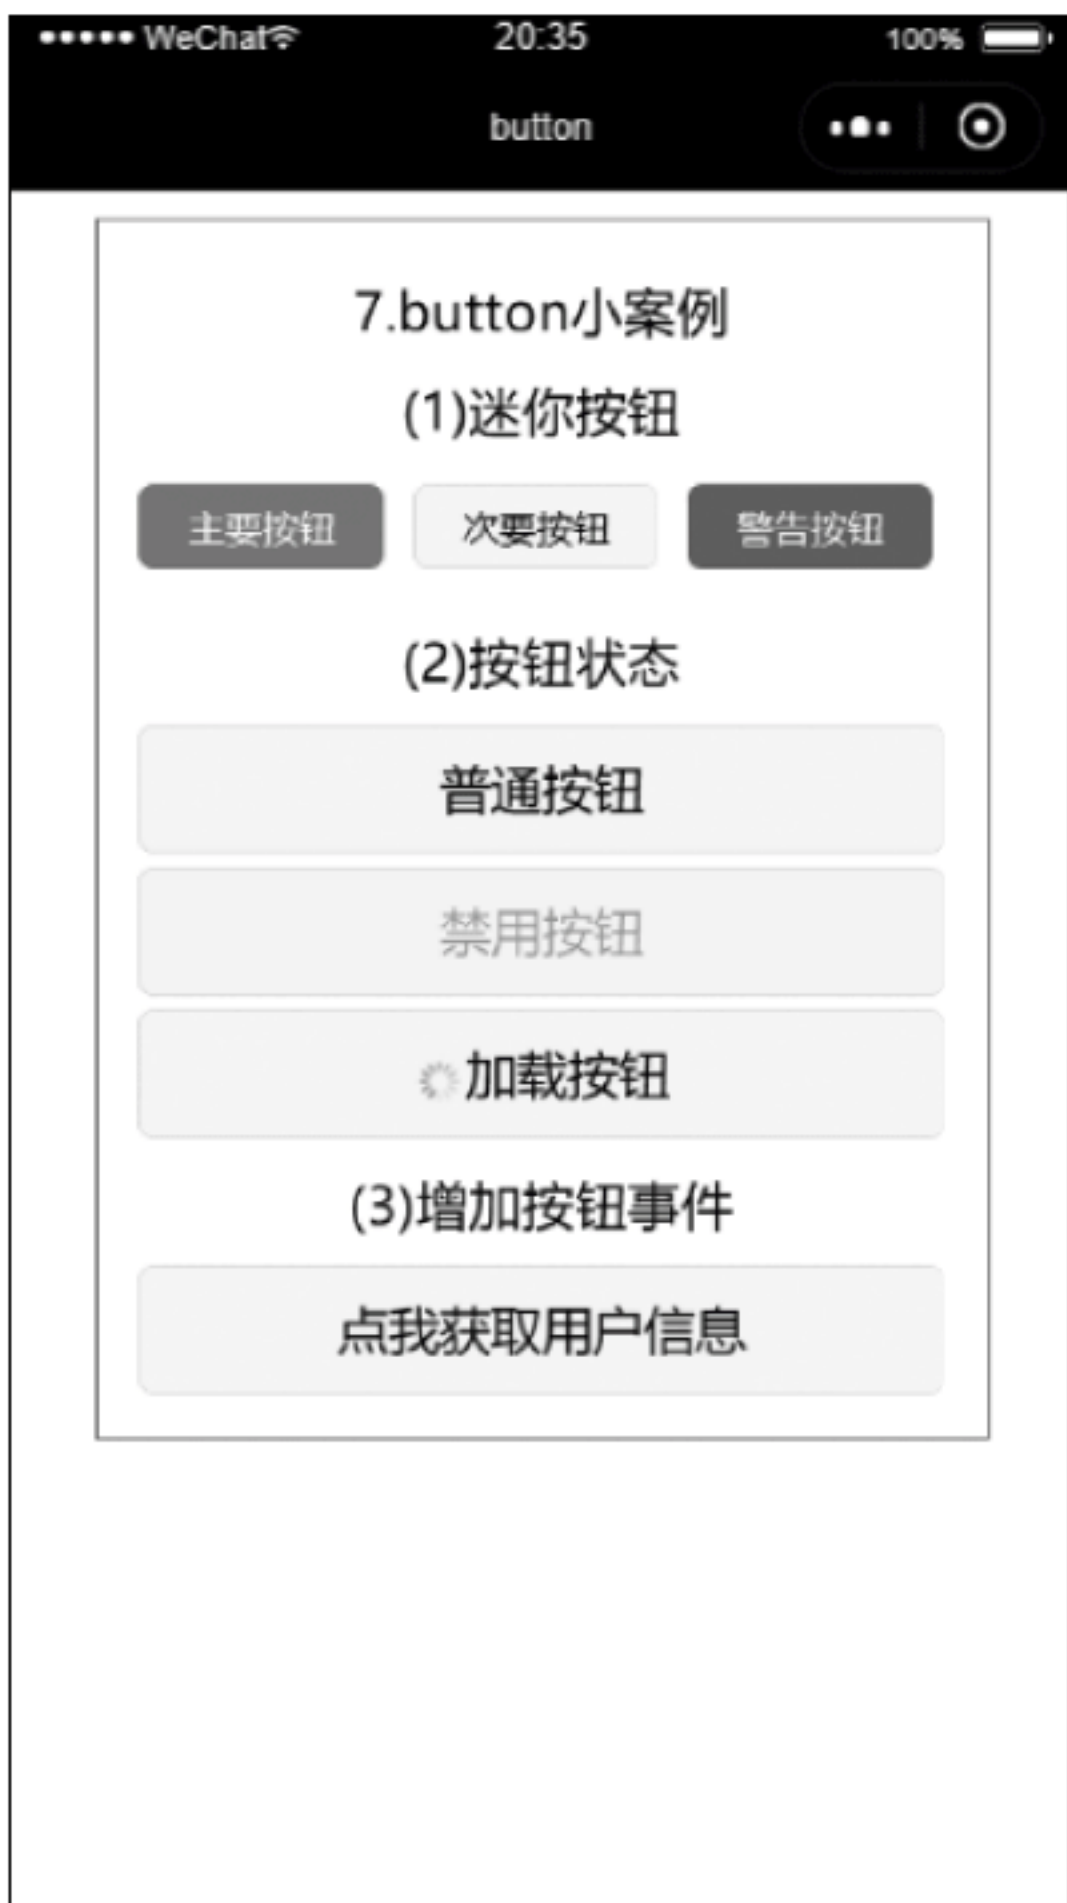 WeChat 20:35 100%
button
7.button小案例
(1)迷你按钮
主要按钮 次要按钮 警告按钮
(2)按钮状态
普通按钮
禁用按钮
加载按钮
(3)增加按钮事件
点我获取用户信息